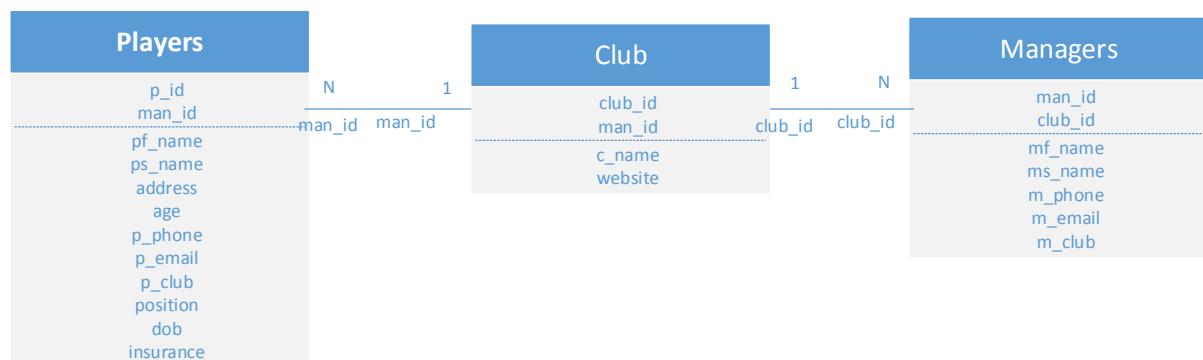 Players
p_id
man_id
pf_name
ps_name
address
age
p_phone
p_email
p_club
position
dob
insurance
N
1
man_id
man_id
Club
club_id
man_id
c_name
website
1
N
club_id
club_id
Managers
man_id
club_id
mf_name
ms_name
m_phone
m_email
m_club